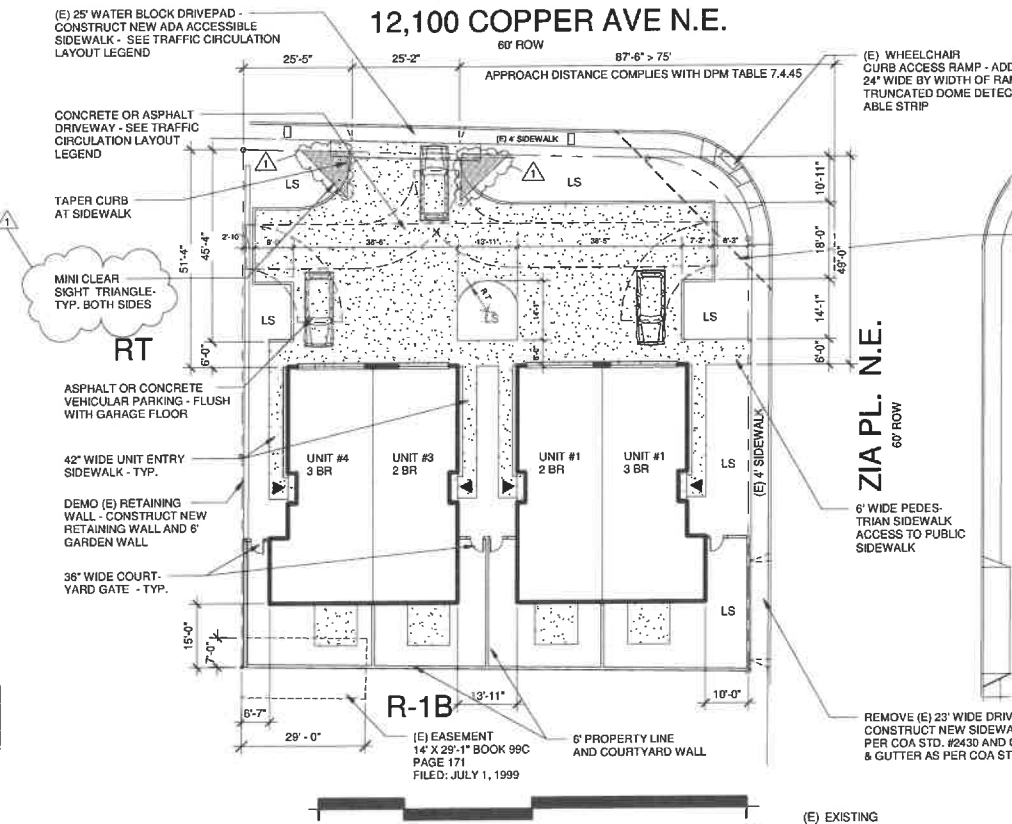 (E) 25' WATER BLOCK DRIVEPAD -
CONSTRUCT NEW ADA ACCESSIBLE
SIDEWALK - SEE TRAFFIC CIRCULATION
LAYOUT LEGEND
12,100 COPPER AVE N.E.
60' ROW
25'-5"
25'-2"
87'-6" > 75'
APPROACH DISTANCE COMPLIES WITH DPM TABLE 7.4.45
(E) WHEELCHAIR
CURB ACCESS RAMP - ADD
24" WIDE BY WIDTH OF RAM
TRUNCATED DOME DETEC
ABLE STRIP
CONCRETE OR ASPHALT
DRIVEWAY - SEE TRAFFIC
CIRCULATION LAYOUT
LEGEND
(E) 4' SIDEWALK
1
1
LS
LS
10'-11"
TAPER CURB
AT SIDEWALK
1
51'-4"
45'-4"
2'-10"
8'
38'-6"
13'-11"
38'-5"
7'-2"
6'-3"
18'-0"
49'-0"
MINI CLEAR
SIGHT TRIANGLE-
TYP. BOTH SIDES
RT
LS
RT
LS
14'-1"
LS
14'-1"
6'-0"
6'-0"
ASPHALT OR CONCRETE
VEHICULAR PARKING - FLUSH
WITH GARAGE FLOOR
ZIA PL. N.E.
60' ROW
42" WIDE UNIT ENTRY
SIDEWALK - TYP.
UNIT #4
3 BR
UNIT #3
2 BR
UNIT #1
2 BR
UNIT #1
3 BR
LS
(E) 4' SIDEWALK
DEMO (E) RETAINING
WALL - CONSTRUCT NEW
RETAINING WALL AND 6'
GARDEN WALL
6' WIDE PEDES-
TRIAN SIDEWALK
ACCESS TO PUBLIC
SIDEWALK
36" WIDE COURT-
YARD GATE - TYP.
LS
15'-0"
7'-0"
6'-7"
29' - 0"
R-1B
13'-11"
10'-0"
(E) EASEMENT
14' X 29'-1" BOOK 99C
PAGE 171
FILED: JULY 1, 1999
6' PROPERTY LINE
AND COURTYARD WALL
REMOVE (E) 23' WIDE DRIV
CONSTRUCT NEW SIDEWA
PER COA STD. #2430 AND C
& GUTTER AS PER COA ST
(E) EXISTING